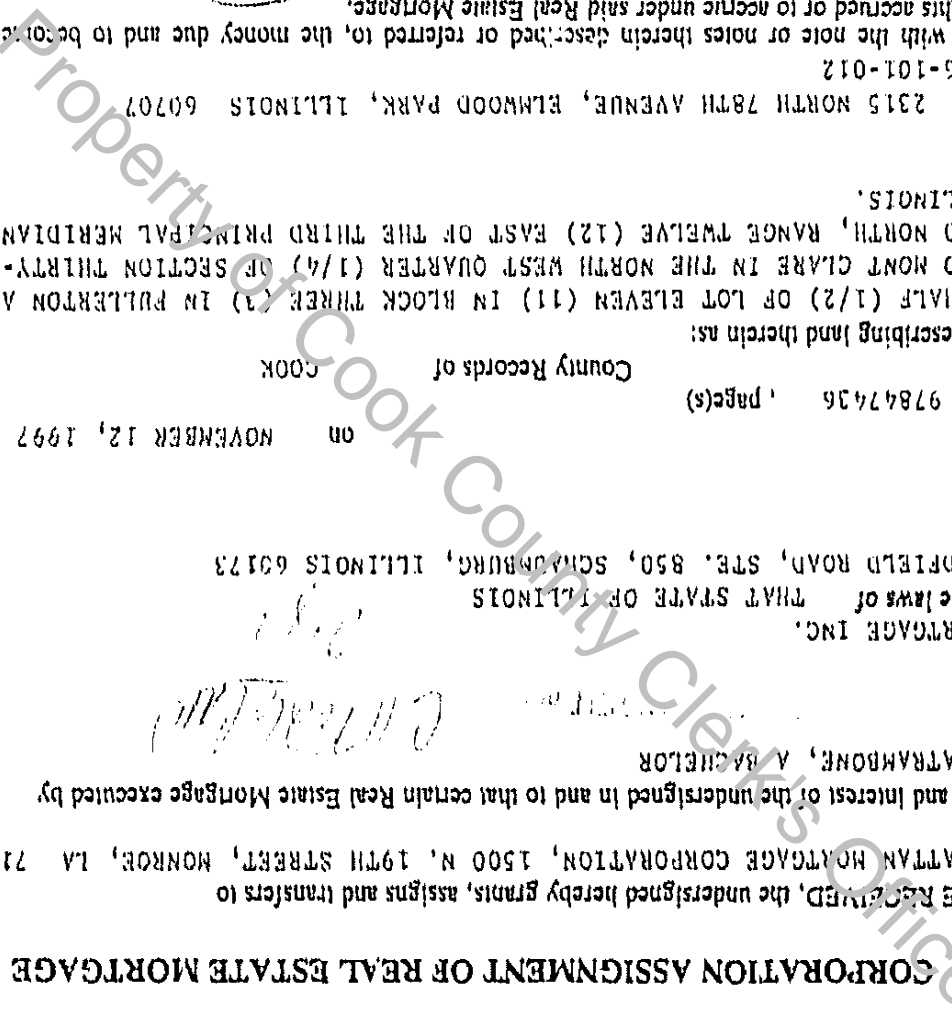 CORPORATION ASSIGNMENT OF REAL ESTATE MORTGAGE
E RECEIVED, the undersigned hereby grants, assigns and transfers to
ATTAN MORTGAGE CORPORATION, 1500 N. 19TH STREET, MONROE, LA 71
and interest of the undersigned in and to that certain Real Estate Mortgage executed by
ATRAMBONE, A BACHELOR
RTGAGE INC.
e laws of THAT STATE OF ILLINOIS
DFIELD ROAD, STE. 850, SCHAUMBURG, ILLINOIS 60173
on NOVEMBER 12, 1997
97847436 , page(s)
County Records of COOK
escribing land therein as:
HALF (1/2) OF LOT ELEVEN (11) IN BLOCK THREE (3) IN FULLERTON A
D MONT CLARE IN THE NORTH WEST QUARTER (1/4) OF SECTION THIRTY-
D NORTH, RANGE TWELVE (12) EAST OF THE THIRD PRINCIPAL MERIDIAN
LINOIS.
2315 NORTH 78TH AVENUE, ELMWOOD PARK, ILLINOIS 60707
-101-012
with the note or notes therein described or referred to, the money due and to become
his accrued or to accrue under said Real Estate Mortgage.
Property of Cook County Clerk's Office